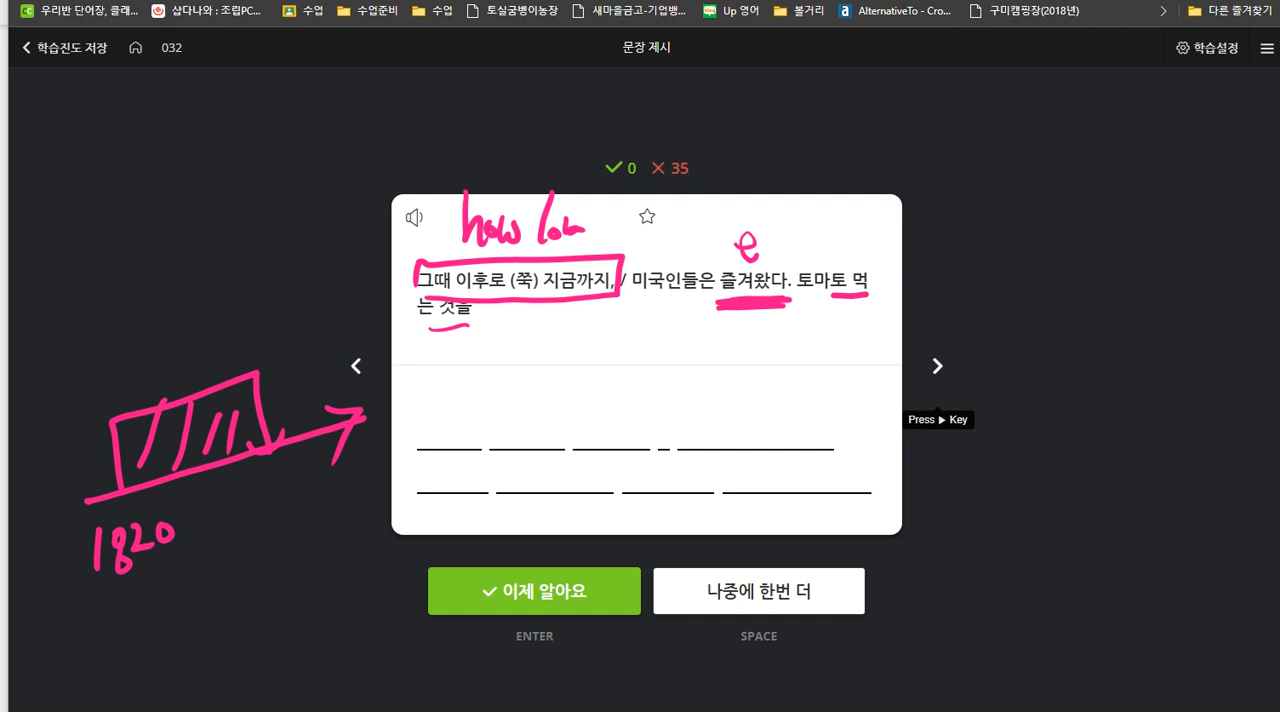 우리반 단어장, 클래... 샵다나와 : 조립PC... 수업 수업준비 수업 토실굼벵이농장 새마을금고-기업뱅... Up 영어 볼거리 AlternativeTo - Cro... 구미캠핑장(2018년) 다른 즐겨찾기
학습진도 저장 032 문장 제시 학습설정
0 35
how lon
e
그때 이후로 (쭉) 지금까지, / 미국인들은 즐겨왔다. 토마토 먹
는 것을
Press ▶ Key
1820
이제 알아요 나중에 한번 더
ENTER SPACE